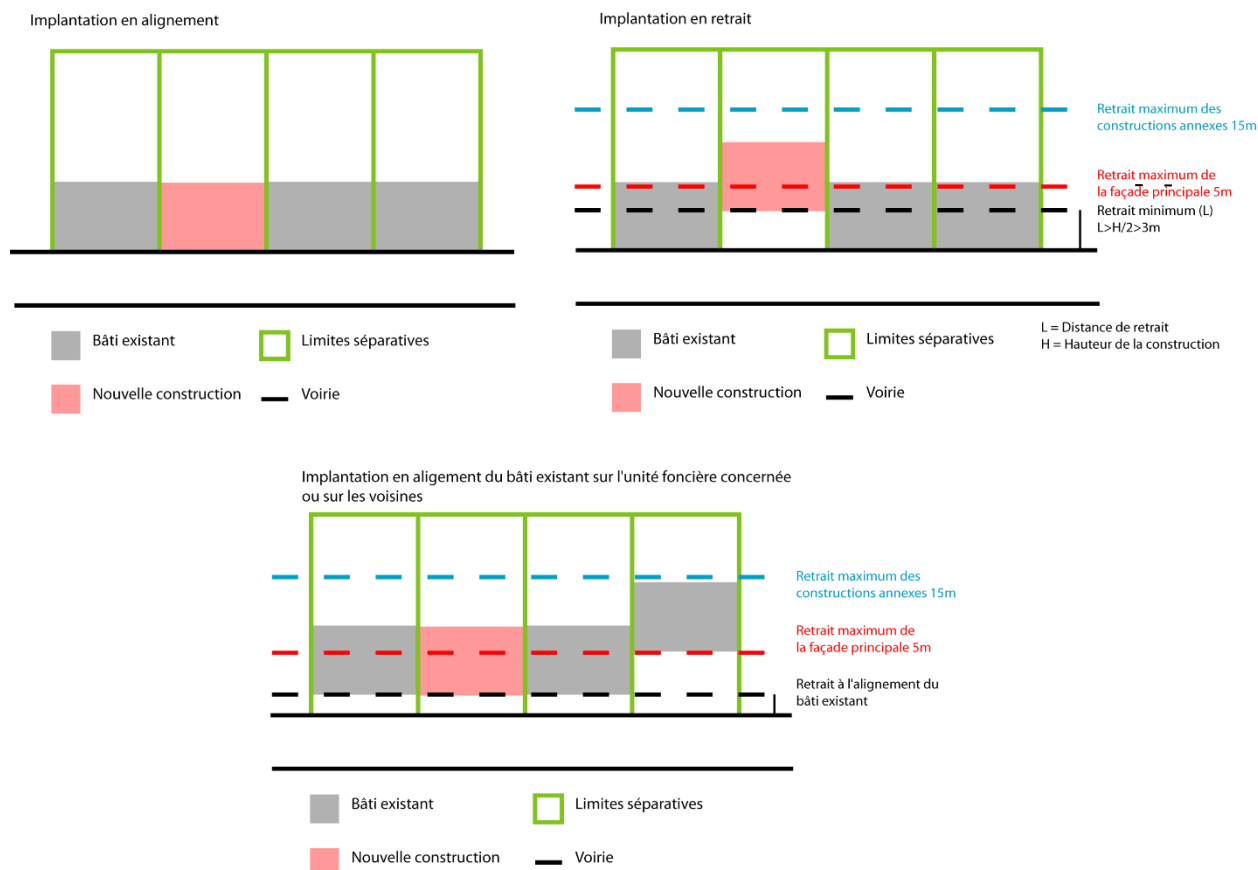 Implantation en alignement
Bâti existant
Limites séparatives
Nouvelle construction
Voirie
Implantation en retrait
Retrait maximum des
constructions annexes 15m
Retrait maximum de
la façade principale 5m
Retrait minimum (L)
L>H/2>3m
Bâti existant
Limites séparatives
L = Distance de retrait
H = Hauteur de la construction
Nouvelle construction
Voirie
Implantation en aligement du bâti existant sur l'unité foncière concernée
ou sur les voisines
Retrait maximum des
constructions annexes 15m
Retrait maximum de
la façade principale 5m
Retrait à l'alignement du
bâti existant
Bâti existant
Limites séparatives
Nouvelle construction
Voirie